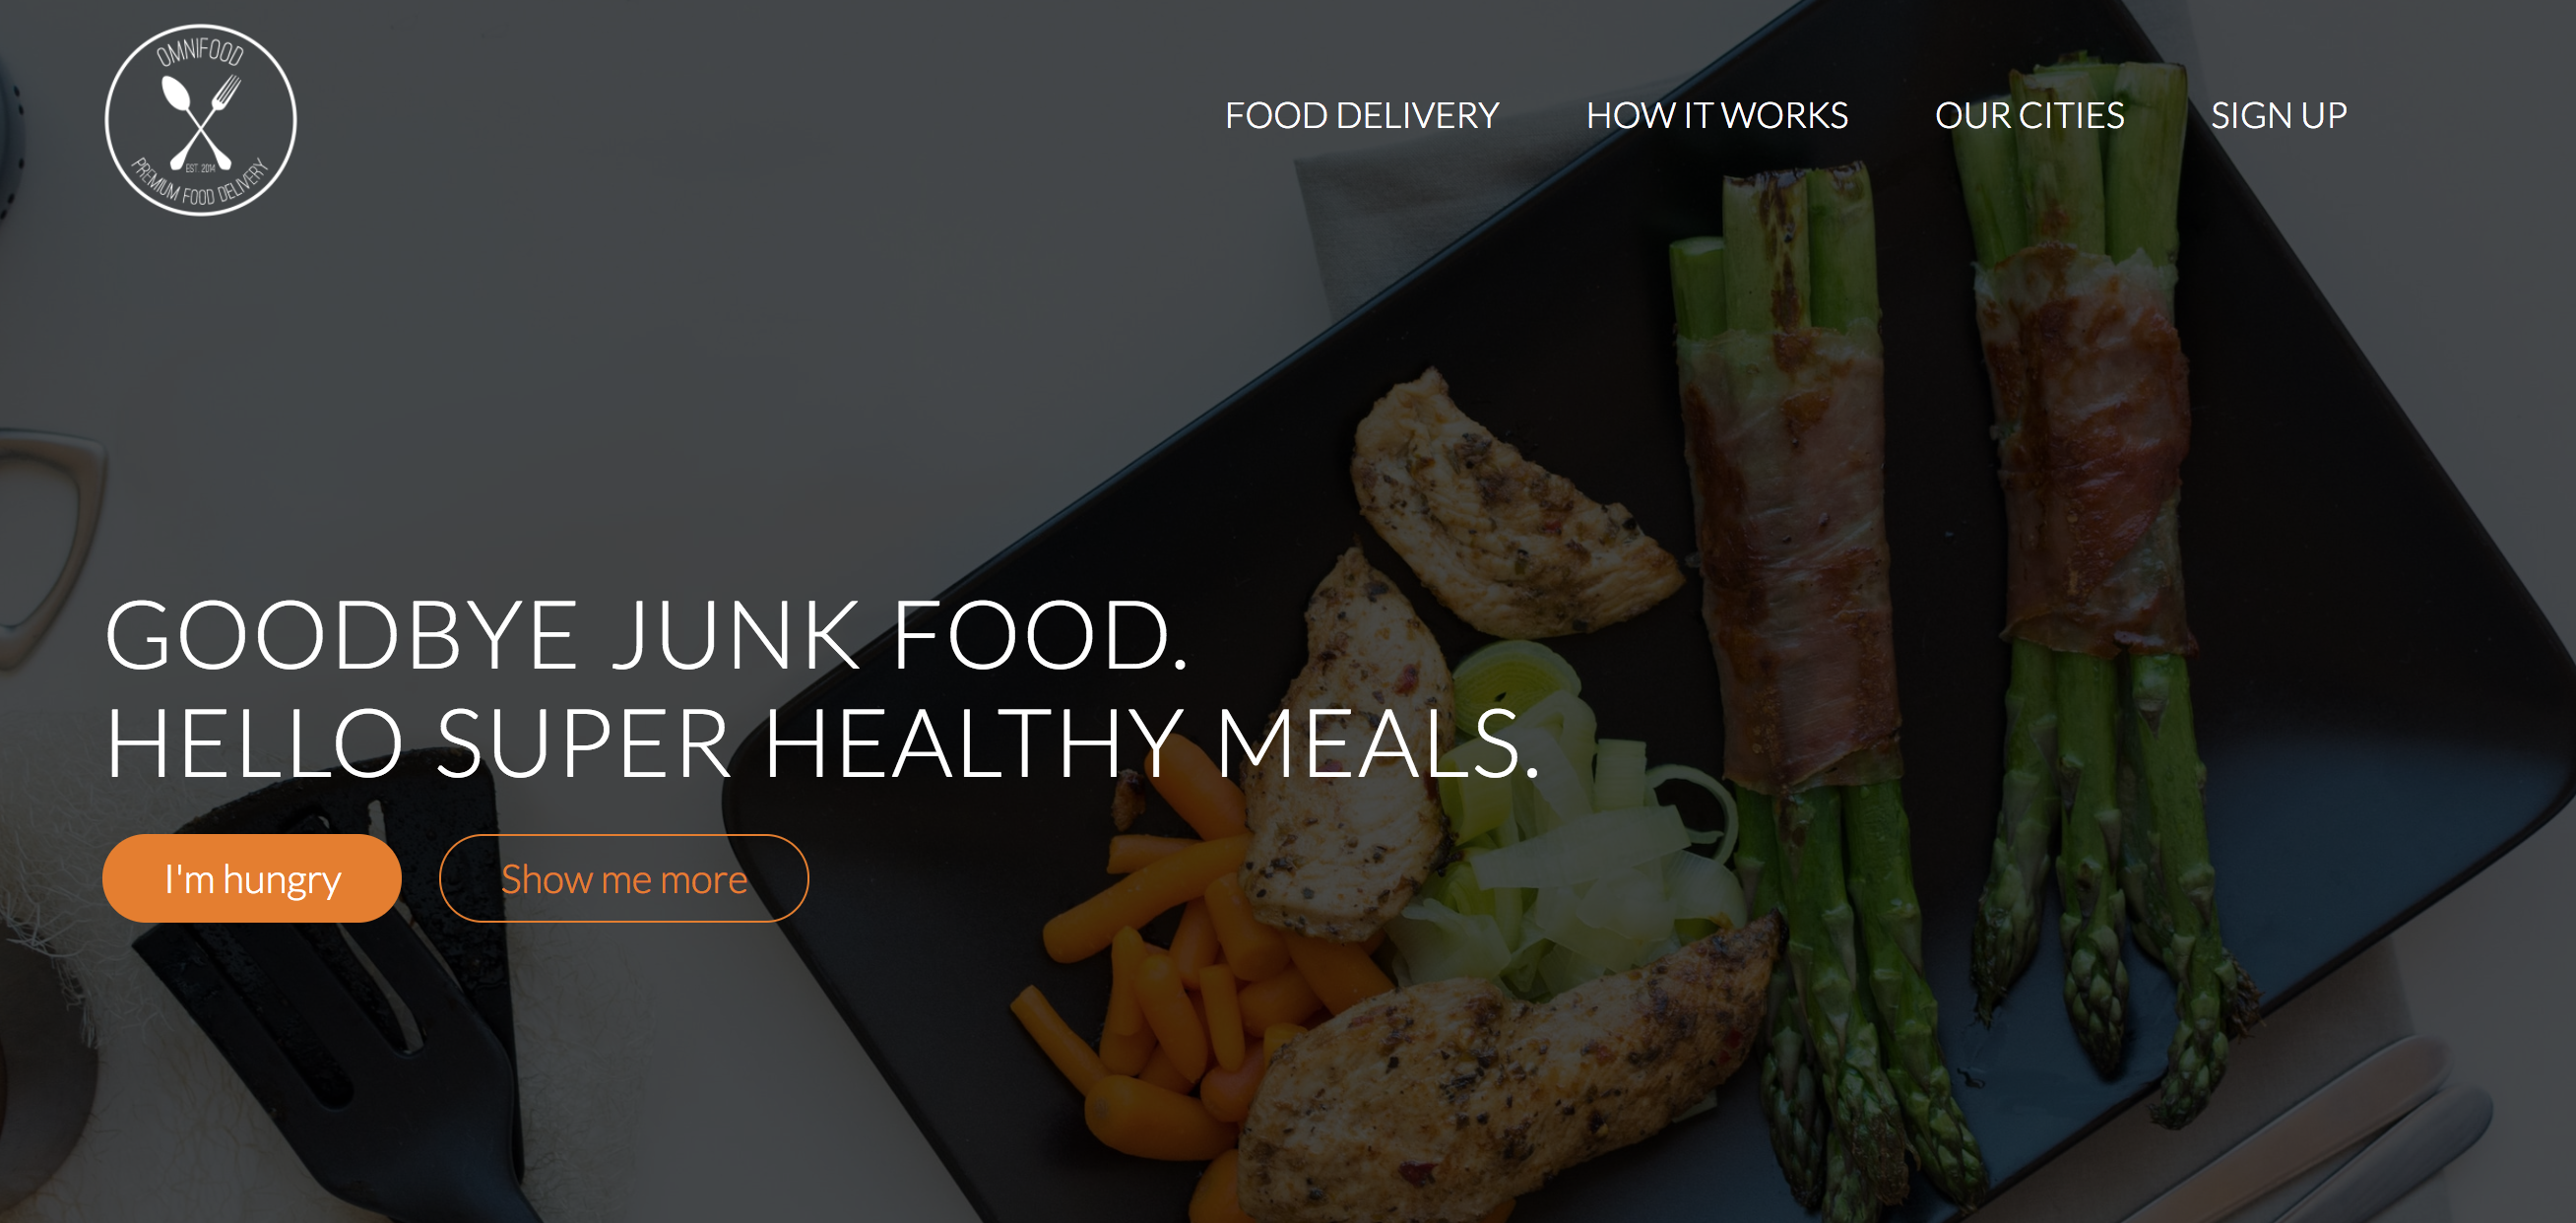 OMNIFOOD
EST. 2014
PREMIUM FOOD DELIVERY
FOOD DELIVERY HOW IT WORKS OUR CITIES SIGN UP
GOODBYE JUNK FOOD.
HELLO SUPER HEALTHY MEALS.
I'm hungry Show me more